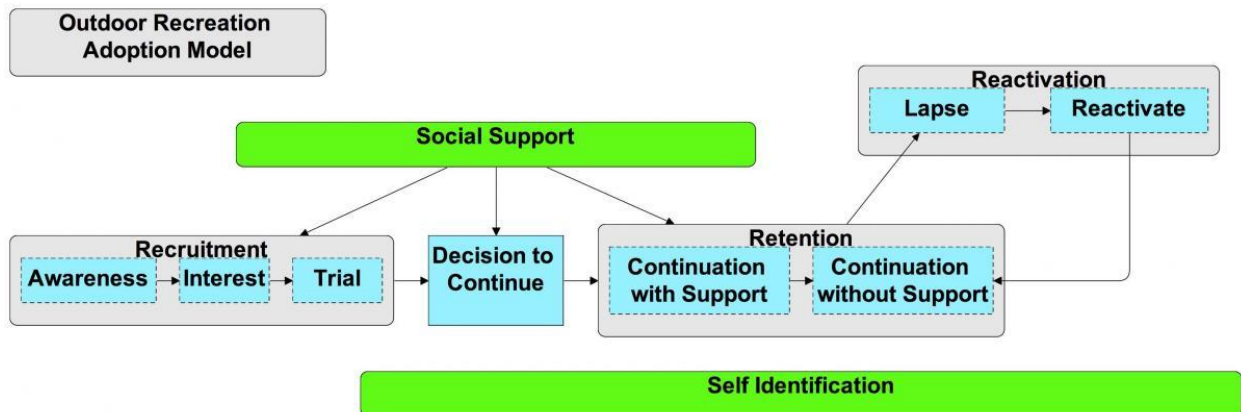 Outdoor Recreation
Adoption Model
Reactivation
Lapse
Reactivate
Social Support
Recruitment
Awareness
Interest
Trial
Decision to
Continue
Retention
Continuation
with Support
Continuation
without Support
Self Identification